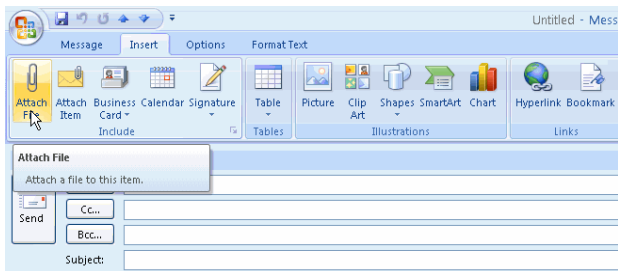 Untitled - Mess
Message Insert Options Format Text
Attach File Attach Item Business Card Calendar Signature Table Picture Clip Art Shapes SmartArt Chart Hyperlink Bookmark
Include Tables Illustrations Links
Attach File
Attach a file to this item.
Send
Cc...
Bcc...
Subject: